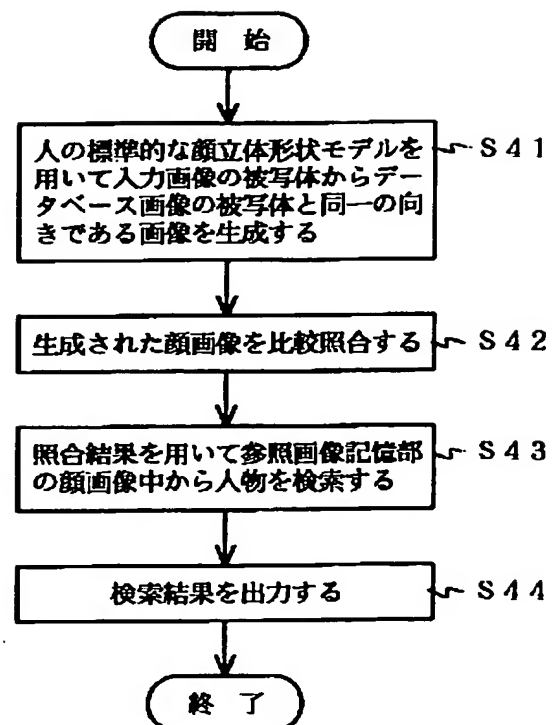 開 始
人の標準的な顔立体形状モデルを S41
用いて入力画像の被写体からデー
タベース画像の被写体と同一の向
きである画像を生成する
生成された顔画像を比較照合する S42
照合結果を用いて参照画像記憶部 S43
の顔画像中から人物を検索する
検索結果を出力する S44
終 了